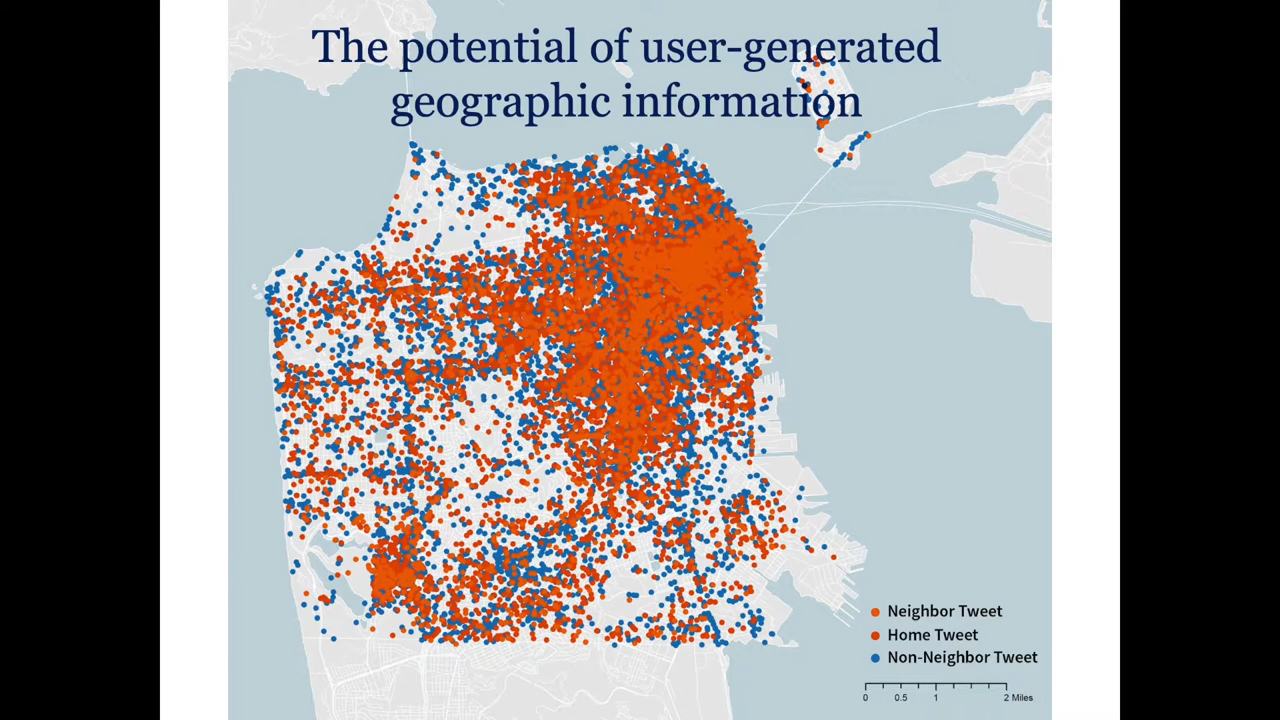 The potential of user-generated
geographic information
Neighbor Tweet
Home Tweet
Non-Neighbor Tweet
0 0.5 1 2 Miles